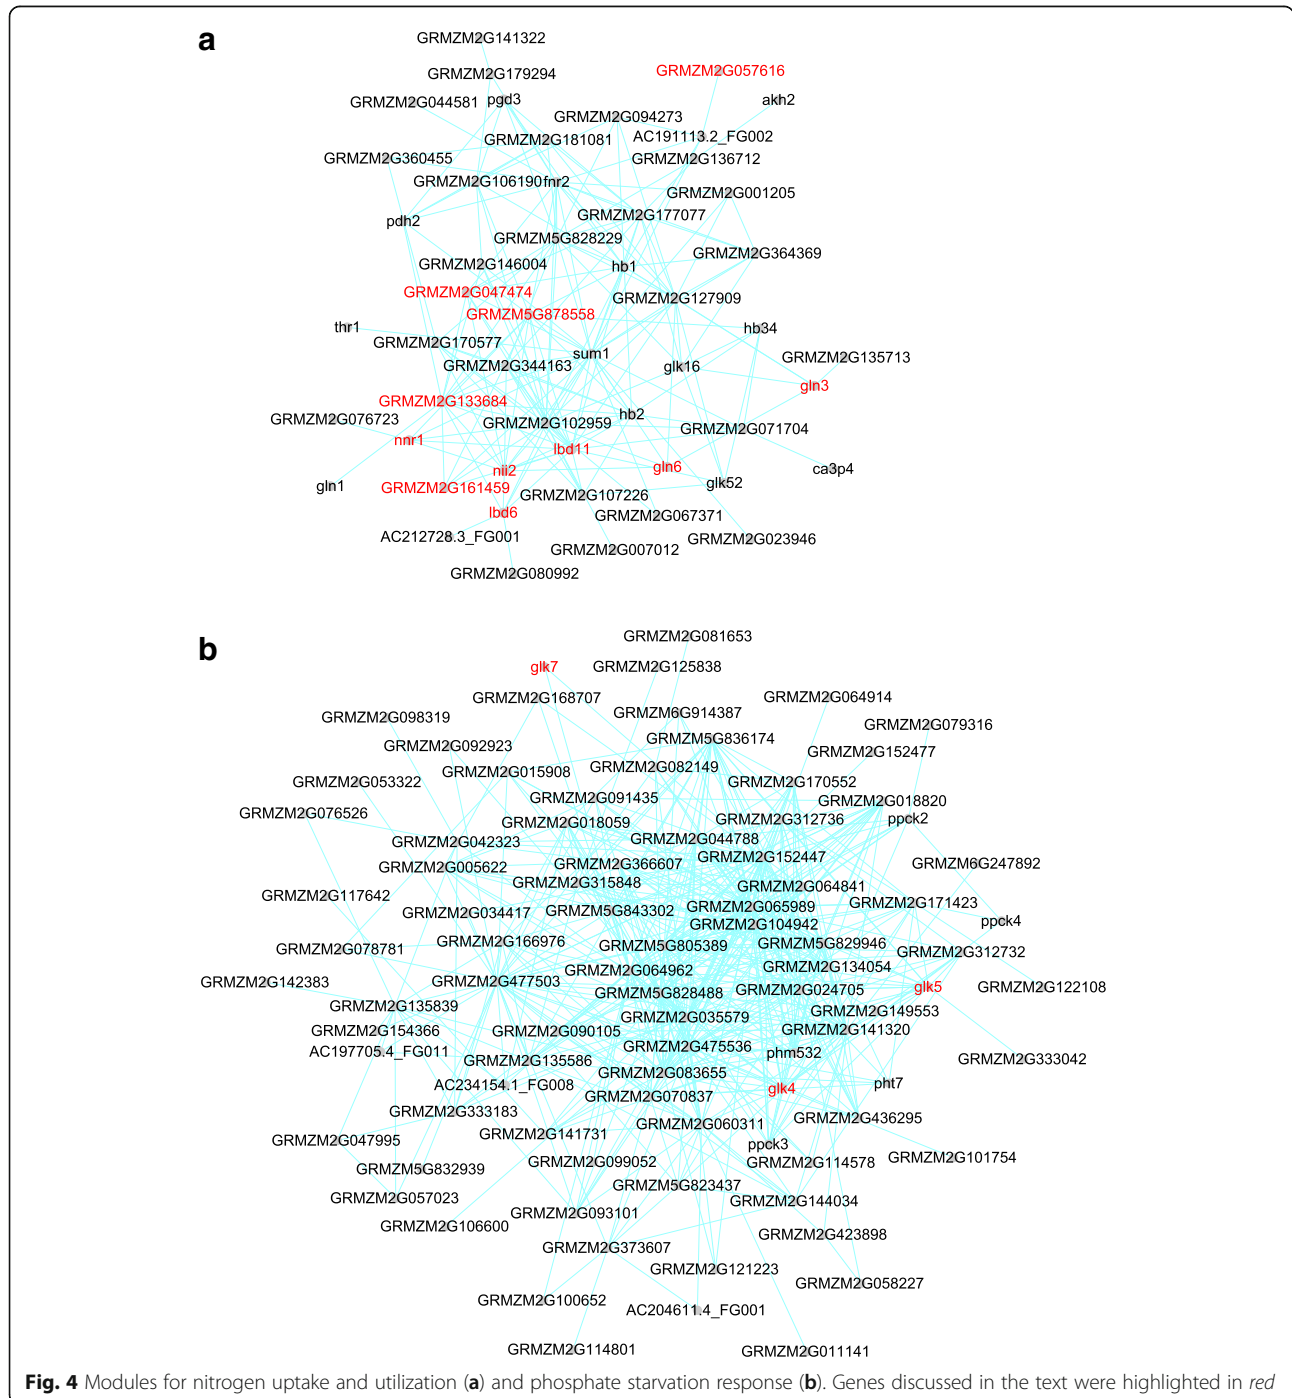 a
GRMZM2G141322
GRMZM2G179294
GRMZM2G057616
GRMZM2G044581 pgd3 akh2
GRMZM2G094273
GRMZM2G181081 AC191113.2_FG002
GRMZM2G360455 GRMZM2G136712
GRMZM2G106190 fnr2
GRMZM2G001205
pdh2 GRMZM2G177077
GRMZM5G828229
GRMZM2G364369
GRMZM2G146004 hb1
GRMZM2G047474 GRMZM2G127909
GRMZM5G878558
thr1 hb34
GRMZM2G170577
sum1 GRMZM2G135713
GRMZM2G344163 glk16
gln3
GRMZM2G133684
GRMZM2G076723 GRMZM2G102959 hb2
GRMZM2G071704
nnr1
lbd11
nii2 gln6 ca3p4
gln1 GRMZM2G161459 glk52
GRMZM2G107226
lbd6 GRMZM2G067371
AC212728.3_FG001 GRMZM2G023946
GRMZM2G007012
GRMZM2G080992
b
GRMZM2G081653
glk7 GRMZM2G125838
GRMZM2G168707 GRMZM2G064914
GRMZM2G098319 GRMZM6G914387
GRMZM2G079316
GRMZM2G092923 GRMZM5G836174
GRMZM2G152477
GRMZM2G015908 GRMZM2G082149
GRMZM2G053322 GRMZM2G170552
GRMZM2G091435 GRMZM2G018820
GRMZM2G076526 GRMZM2G018059 GRMZM2G312736 ppck2
GRMZM2G042323 GRMZM2G044788
GRMZM2G152447
GRMZM2G005622 GRMZM2G366607 GRMZM6G247892
GRMZM2G315848 GRMZM2G064841
GRMZM2G117642 GRMZM2G171423
GRMZM2G034417 GRMZM5G843302 GRMZM2G065989
GRMZM2G104942 ppck4
GRMZM2G078781 GRMZM2G166976 GRMZM5G805389 GRMZM5G829946
GRMZM2G312732
GRMZM2G064962 GRMZM2G134054
GRMZM2G142383 GRMZM2G477503
GRMZM5G828488 GRMZM2G024705 glk5 GRMZM2G122108
GRMZM2G135839 GRMZM2G149553
GRMZM2G035579
GRMZM2G154366 GRMZM2G090105 GRMZM2G141320
AC197705.4_FG011 GRMZM2G475536 phm532
GRMZM2G135586 GRMZM2G333042
GRMZM2G083655
AC234154.1_FG008 glk4 pht7
GRMZM2G070837
GRMZM2G333183 GRMZM2G436295
GRMZM2G060311
GRMZM2G047995 GRMZM2G141731 ppck3
GRMZM2G099052 GRMZM2G114578 GRMZM2G101754
GRMZM5G832939
GRMZM5G823437
GRMZM2G057023 GRMZM2G144034
GRMZM2G093101
GRMZM2G106600 GRMZM2G423898
GRMZM2G373607
GRMZM2G121223
GRMZM2G058227
GRMZM2G100652 AC204611.4_FG001
GRMZM2G114801 GRMZM2G011141
Fig. 4 Modules for nitrogen uptake and utilization (a) and phosphate starvation response (b). Genes discussed in the text were highlighted in red